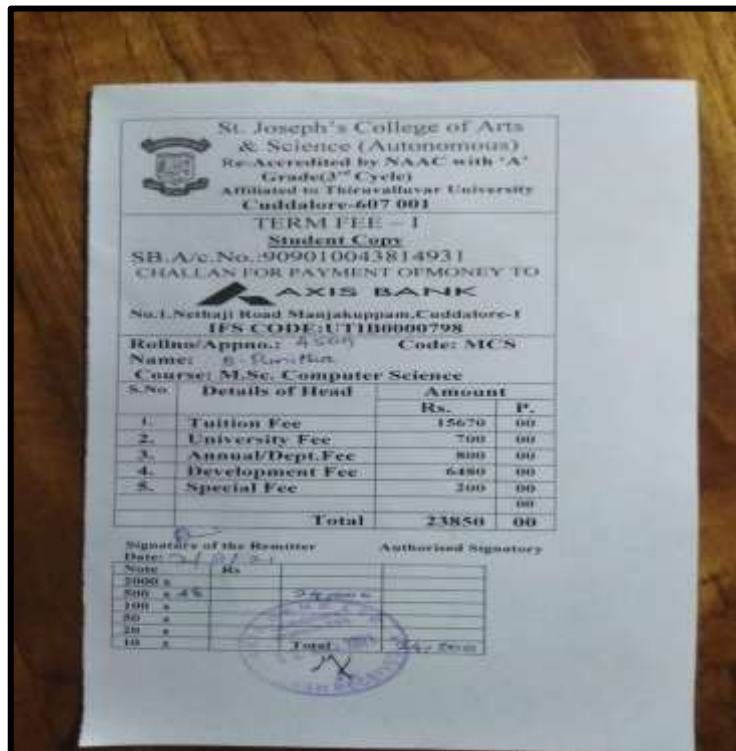 St. Joseph's College of Arts
& Science (Autonomous)
Re-Accredited by NAAC with 'A'
Grade(3rd Cycle)
Affiliated to Thiruvalluvar University
Cuddalore-607 001
TERM FEE – I
Student Copy
SB.A/c.No.:909010043814931
CHALLAN FOR PAYMENT OFMONEY TO
AXIS BANK
No.1.Nethaji Road Manjakuppam,Cuddalore-1
IFS CODE:UTIB0000798
Rollno/Appno.: Code: MCS
Name:
Course: M.Sc. Computer Science
S.No Details of Head Amount
Rs. P.
1. Tuition Fee 15670 00
2. University Fee 700 00
3. Annual/Dept.Fee 800 00
4. Development Fee 6480 00
5. Special Fee 200 00
00
Total 23850 00
Signature of the Remitter Authorised Signatory
Date:
Note Rs
2000 x
500 x 48 24,000
100 x
50 x
20 x
10 x Total